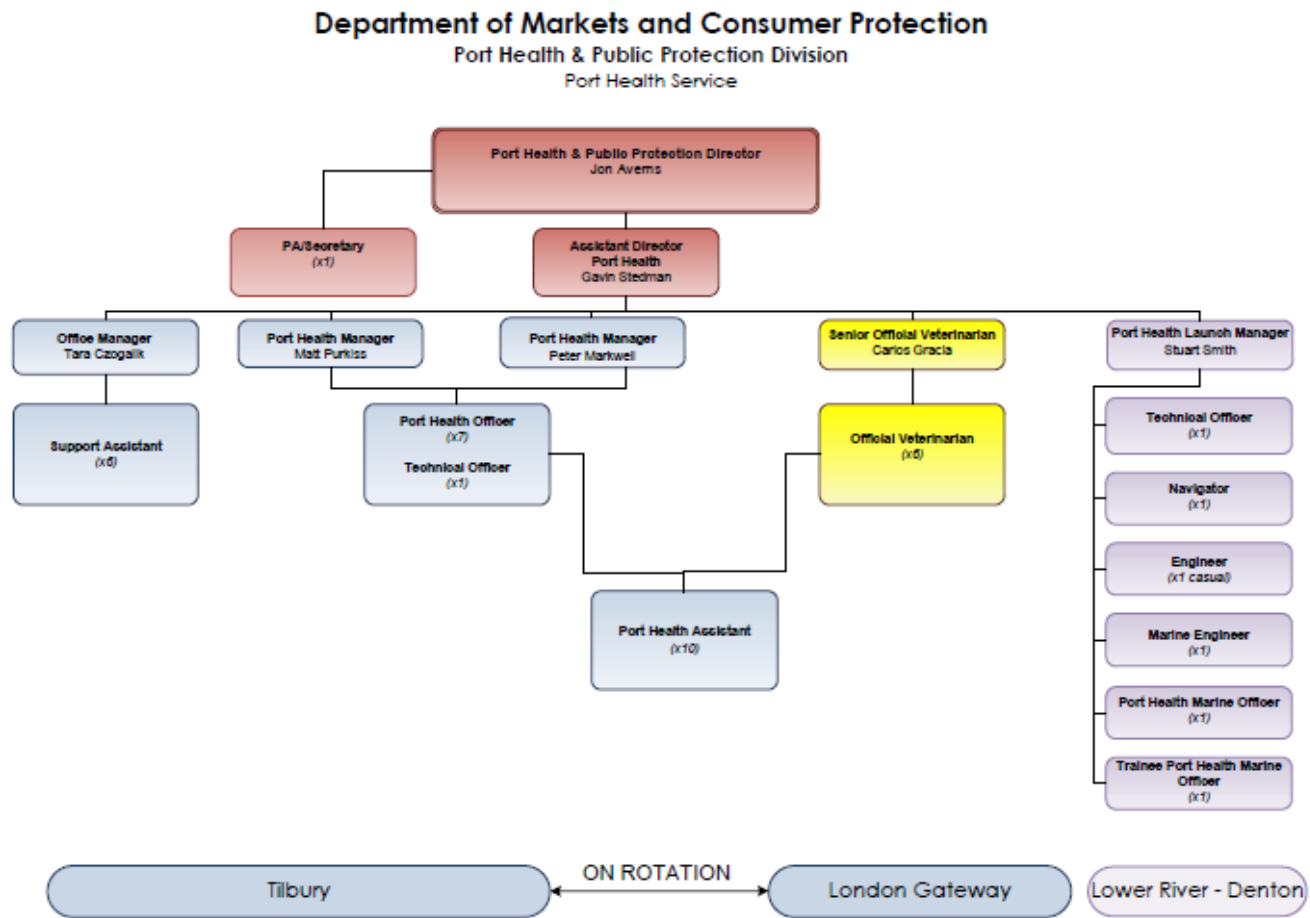 Department of Markets and Consumer Protection
Port Health & Public Protection Division
Port Health Service
Port Health & Public Protection Director
Jon Averns
PA/Secretary
(x1)
Assistant Director
Port Health
Gavin Stedman
Office Manager
Tara Czogalik
Port Health Manager
Matt Purkiss
Port Health Manager
Peter Markwell
Senior Official Veterinarian
Carlos Gracia
Port Health Launch Manager
Stuart Smith
Support Assistant
(x6)
Port Health Officer
(x7)
Technical Officer
(x1)
Official Veterinarian
(x6)
Technical Officer
(x1)
Navigator
(x1)
Engineer
(x1 casual)
Marine Engineer
(x1)
Port Health Marine Officer
(x1)
Trainee Port Health Marine
Officer
(x1)
Port Health Assistant
(x10)
Tilbury
ON ROTATION
London Gateway
Lower River - Denton